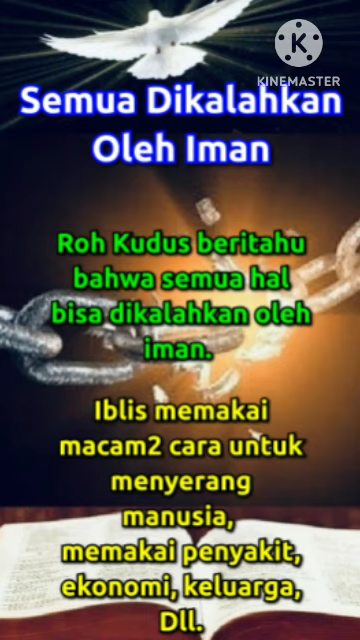 KINEMASTER
Semua Dikalahkan
Oleh Iman
Roh Kudus beritahu
bahwa semua hal
bisa dikalahkan oleh
iman.
Iblis memakai
macam2 cara untuk
menyerang
manusia,
memakai penyakit,
ekonomi, keluarga,
Dll.